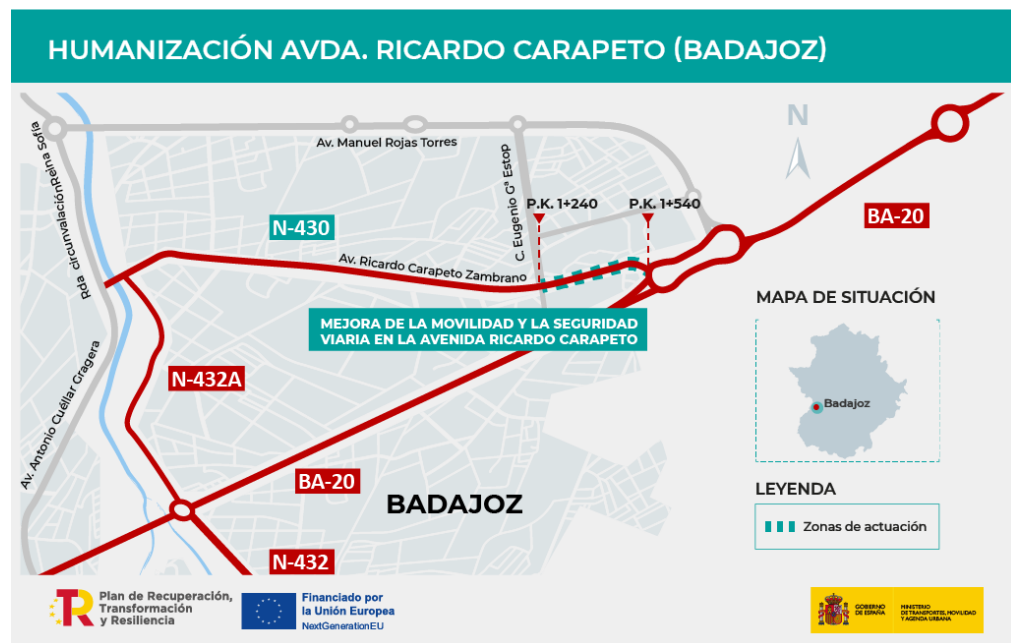 HUMANIZACIÓN AVDA. RICARDO CARAPETO (BADAJOZ)
Rda circunvalaciónReina Sofía
Av. Manuel Rojas Torres
C. Eugenio Gª Estop
N
P.K. 1+240
P.K. 1+540
BA-20
N-430
Av. Ricardo Carapeto Zambrano
MEJORA DE LA MOVILIDAD Y LA SEGURIDAD
VIARIA EN LA AVENIDA RICARDO CARAPETO
N-432A
Av. Antonio Cuéllar Gragera
BA-20
BADAJOZ
N-432
MAPA DE SITUACIÓN
Badajoz
LEYENDA
Zonas de actuación
Plan de Recuperación,
Transformación
y Resiliencia
Financiado por
la Unión Europea
NextGenerationEU
GOBIERNO
DE ESPAÑA
MINISTERIO
DE TRANSPORTES, MOVILIDAD
Y AGENDA URBANA